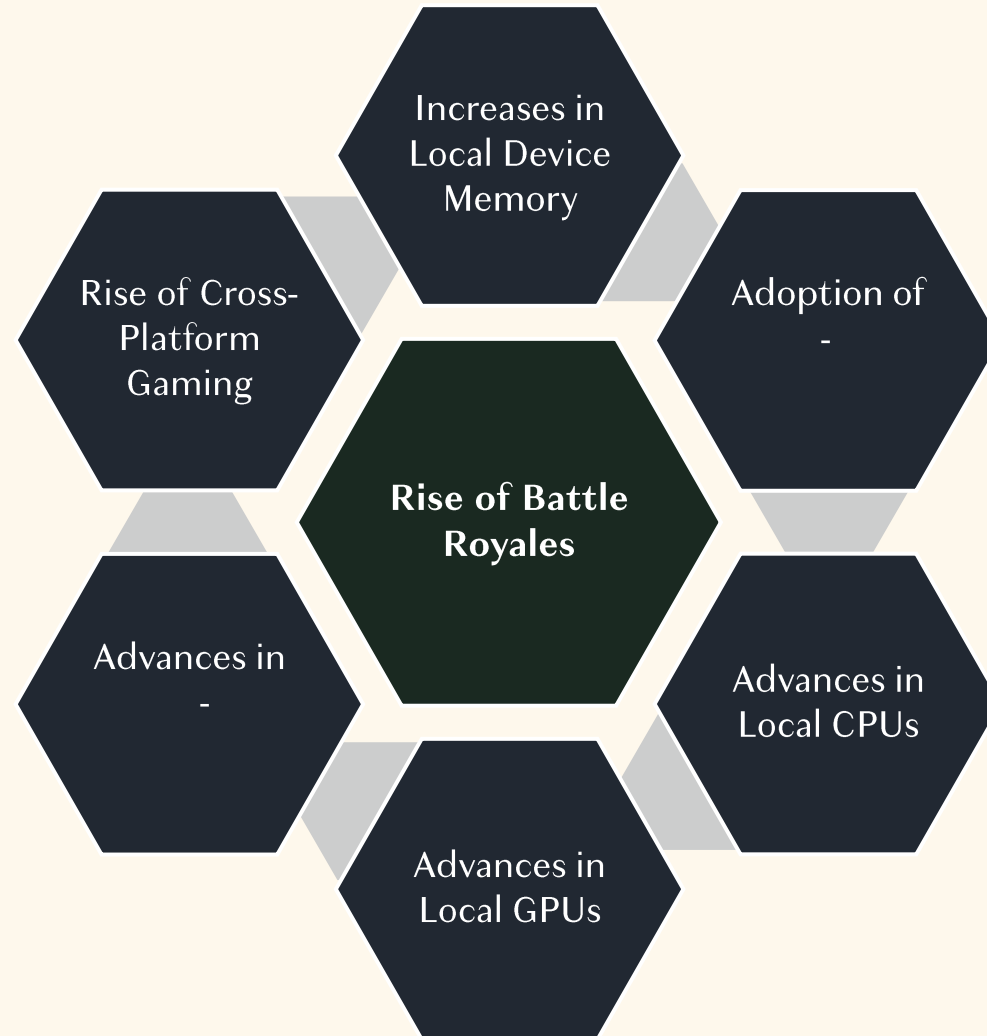 Increases in
Local Device
Memory
Rise of Cross-
Platform
Gaming
Adoption of
-
Rise of Battle
Royales
Advances in
-
Advances in
Local CPUs
Advances in
Local GPUs